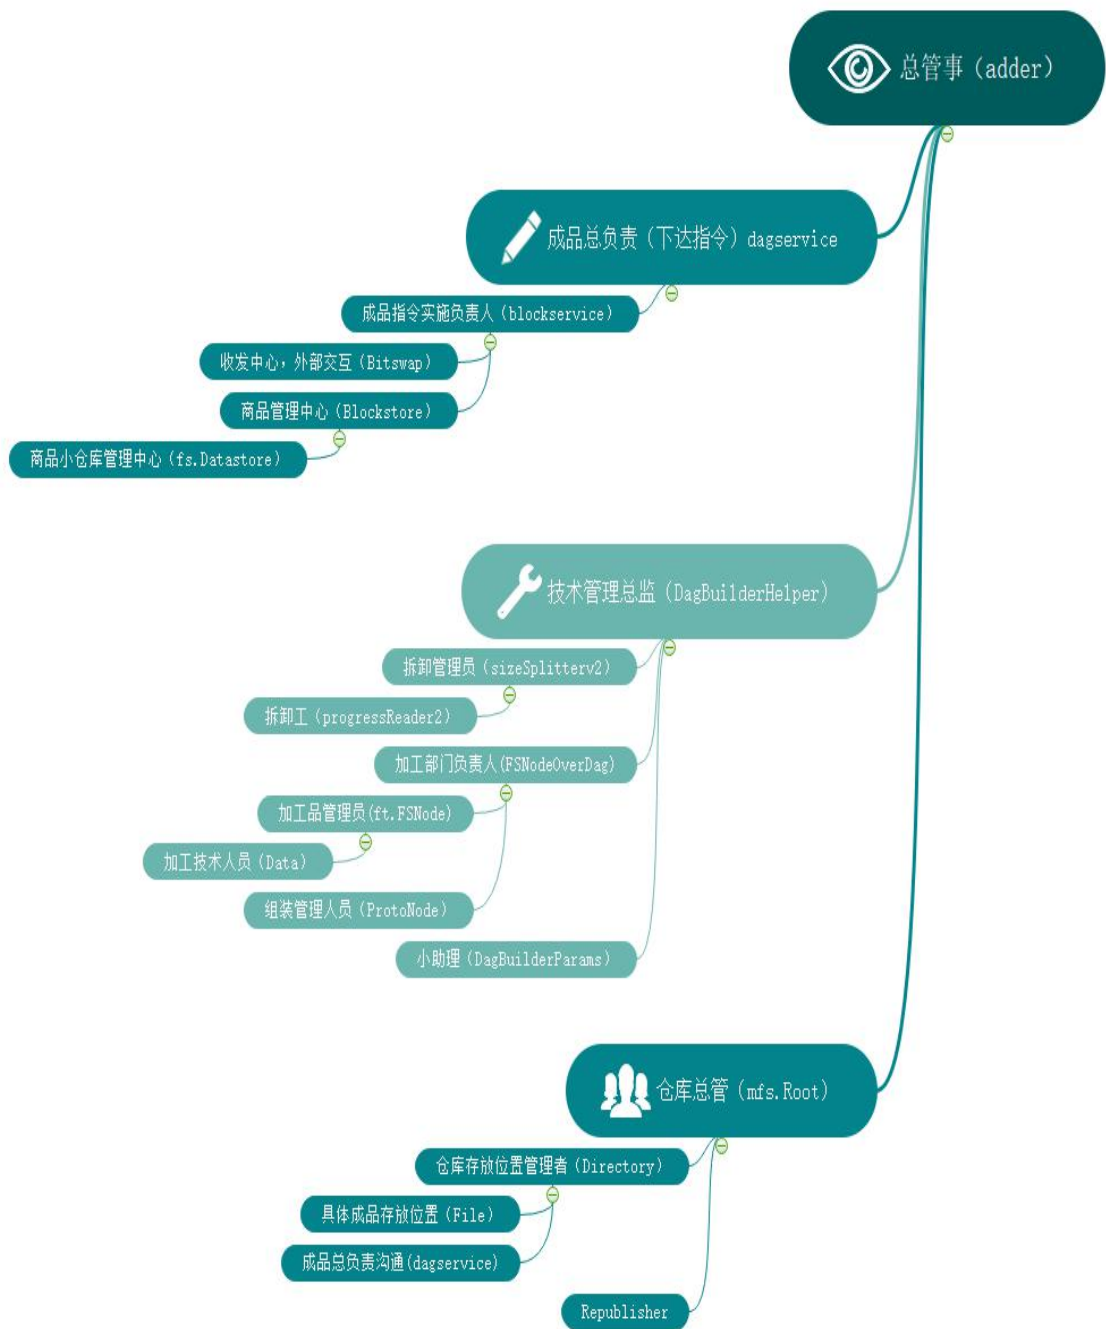 总管事（adder）
成品总负责（下达指令）dagservice
成品指令实施负责人（blockservice）
收发中心，外部交互（Bitswap）
商品管理中心（Blockstore）
商品小仓库管理中心（fs.Datastore）
技术管理总监（DagBuilderHelper）
拆卸管理员（sizeSplitterv2）
拆卸工（progressReader2）
加工部门负责人(FSNodeOverDag)
加工品管理员(ft.FSNode)
加工技术人员（Data）
组装管理人员（ProtoNode）
小助理（DagBuilderParams）
仓库总管（mfs.Root）
仓库存放位置管理者（Directory）
具体成品存放位置（File）
成品总负责沟通(dagservice)
Republisher